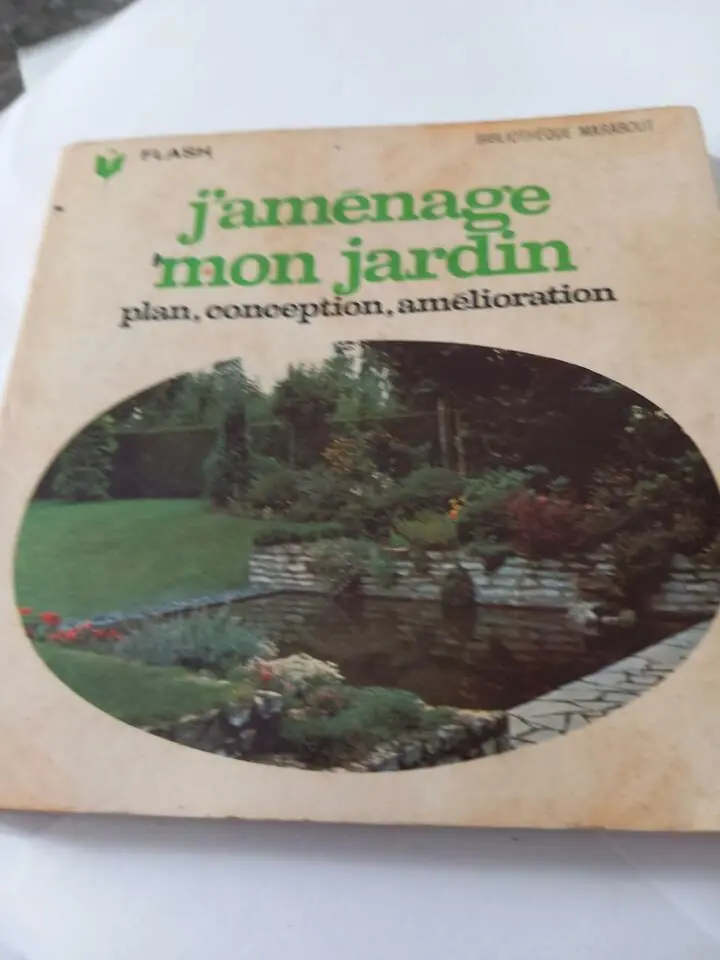 FLASH
BIBLIOTHÈQUE MARABOUT
j'aménage
mon jardin
plan, conception, amélioration